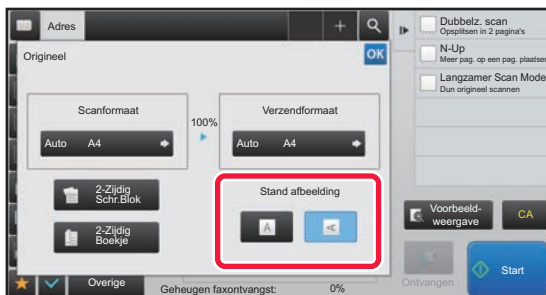 Adres
Origineel
OK
Scanformaat
Auto A4
100%
Verzendformaat
Auto A4
2-Zijdig
Schr.Blok
2-Zijdig
Boekje
Stand afbeelding
A
A
Overige
Geheugen faxontvangst: 0%
Dubbelz. scan
Opsplitsen in 2 pagina's
N-Up
Meer pag. op een pag. plaatsen
Langzamer Scan Mode
Dun origineel scannen
Voorbeeld-
weergave
CA
Ontvangen
Start